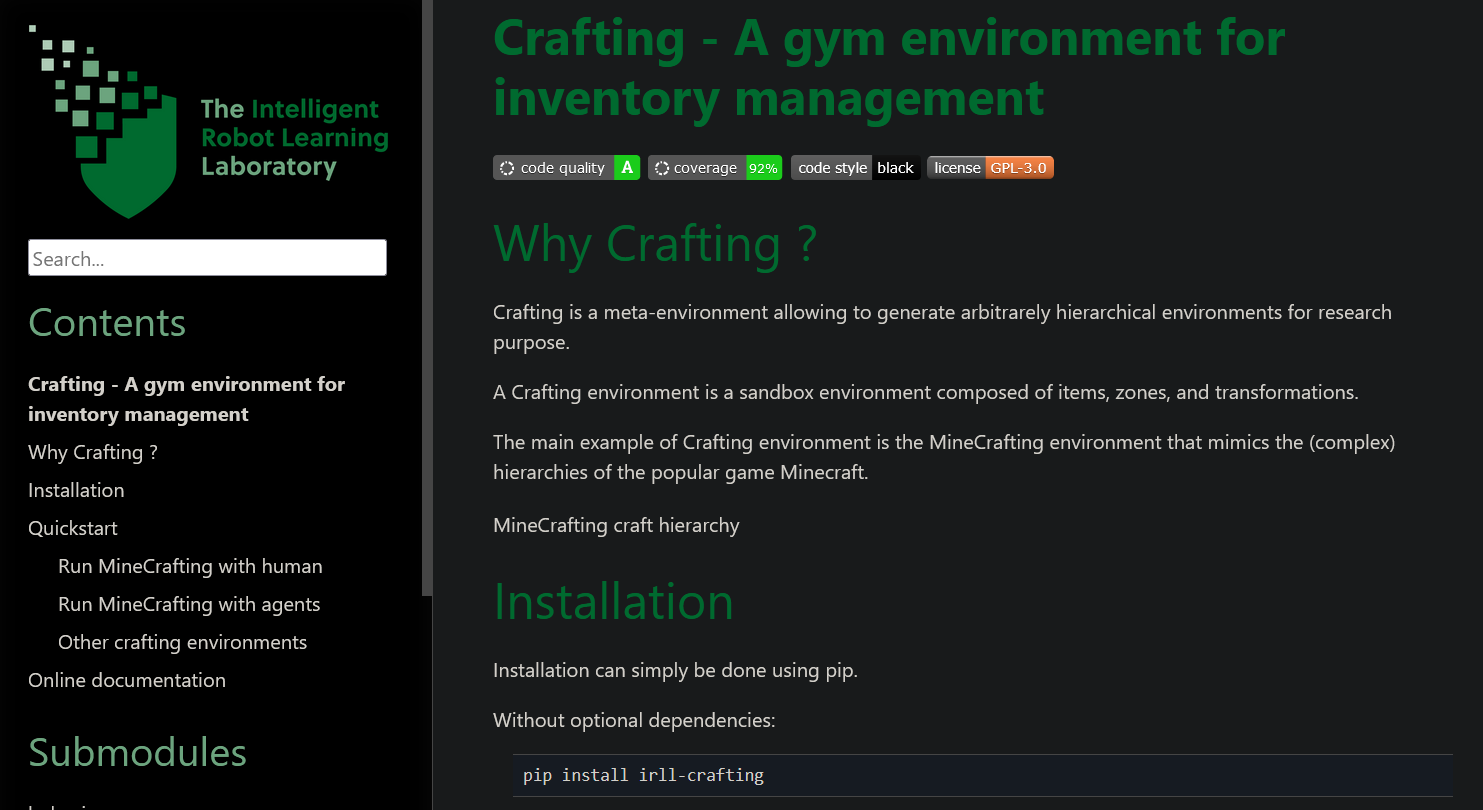 The Intelligent
Robot Learning
Laboratory
Search...
Contents
Crafting - A gym environment for
inventory management
Why Crafting ?
Installation
Quickstart
Run MineCrafting with human
Run MineCrafting with agents
Other crafting environments
Online documentation
Submodules
Crafting - A gym environment for
inventory management
code quality A coverage 92% code style black license GPL-3.0
Why Crafting ?
Crafting is a meta-environment allowing to generate arbitrarely hierarchical environments for research
purpose.
A Crafting environment is a sandbox environment composed of items, zones, and transformations.
The main example of Crafting environment is the MineCrafting environment that mimics the (complex)
hierarchies of the popular game Minecraft.
MineCrafting craft hierarchy
Installation
Installation can simply be done using pip.
Without optional dependencies:
pip install irll-crafting